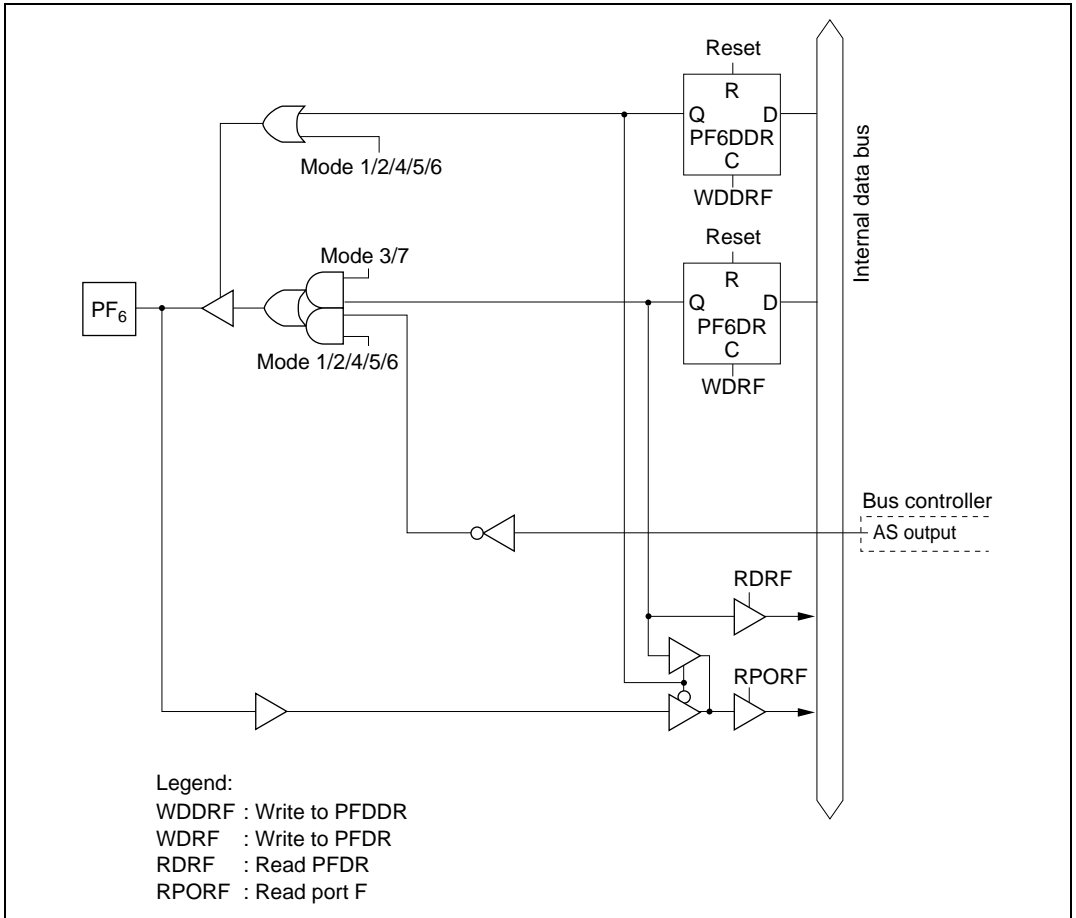 Reset
R
Q D
PF6DDR
C
WDDRF
Mode 1/2/4/5/6
Internal data bus
Reset
R
Q D
PF6DR
C
WDRF
Mode 3/7
PF6
Mode 1/2/4/5/6
Bus controller
AS output
RDRF
RPORF
Legend:
WDDRF : Write to PFDDR
WDRF : Write to PFDR
RDRF : Read PFDR
RPORF : Read port F